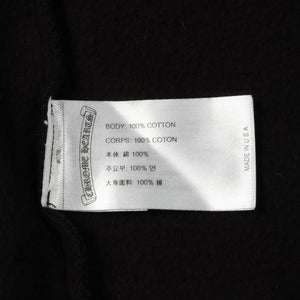 CHROME HEARTS
BODY: 100% COTTON
CORPS: 100% COTON
本体: 綿 100%
주요부: 100% 면
大身面料: 100% 棉
MADE IN U.S.A.